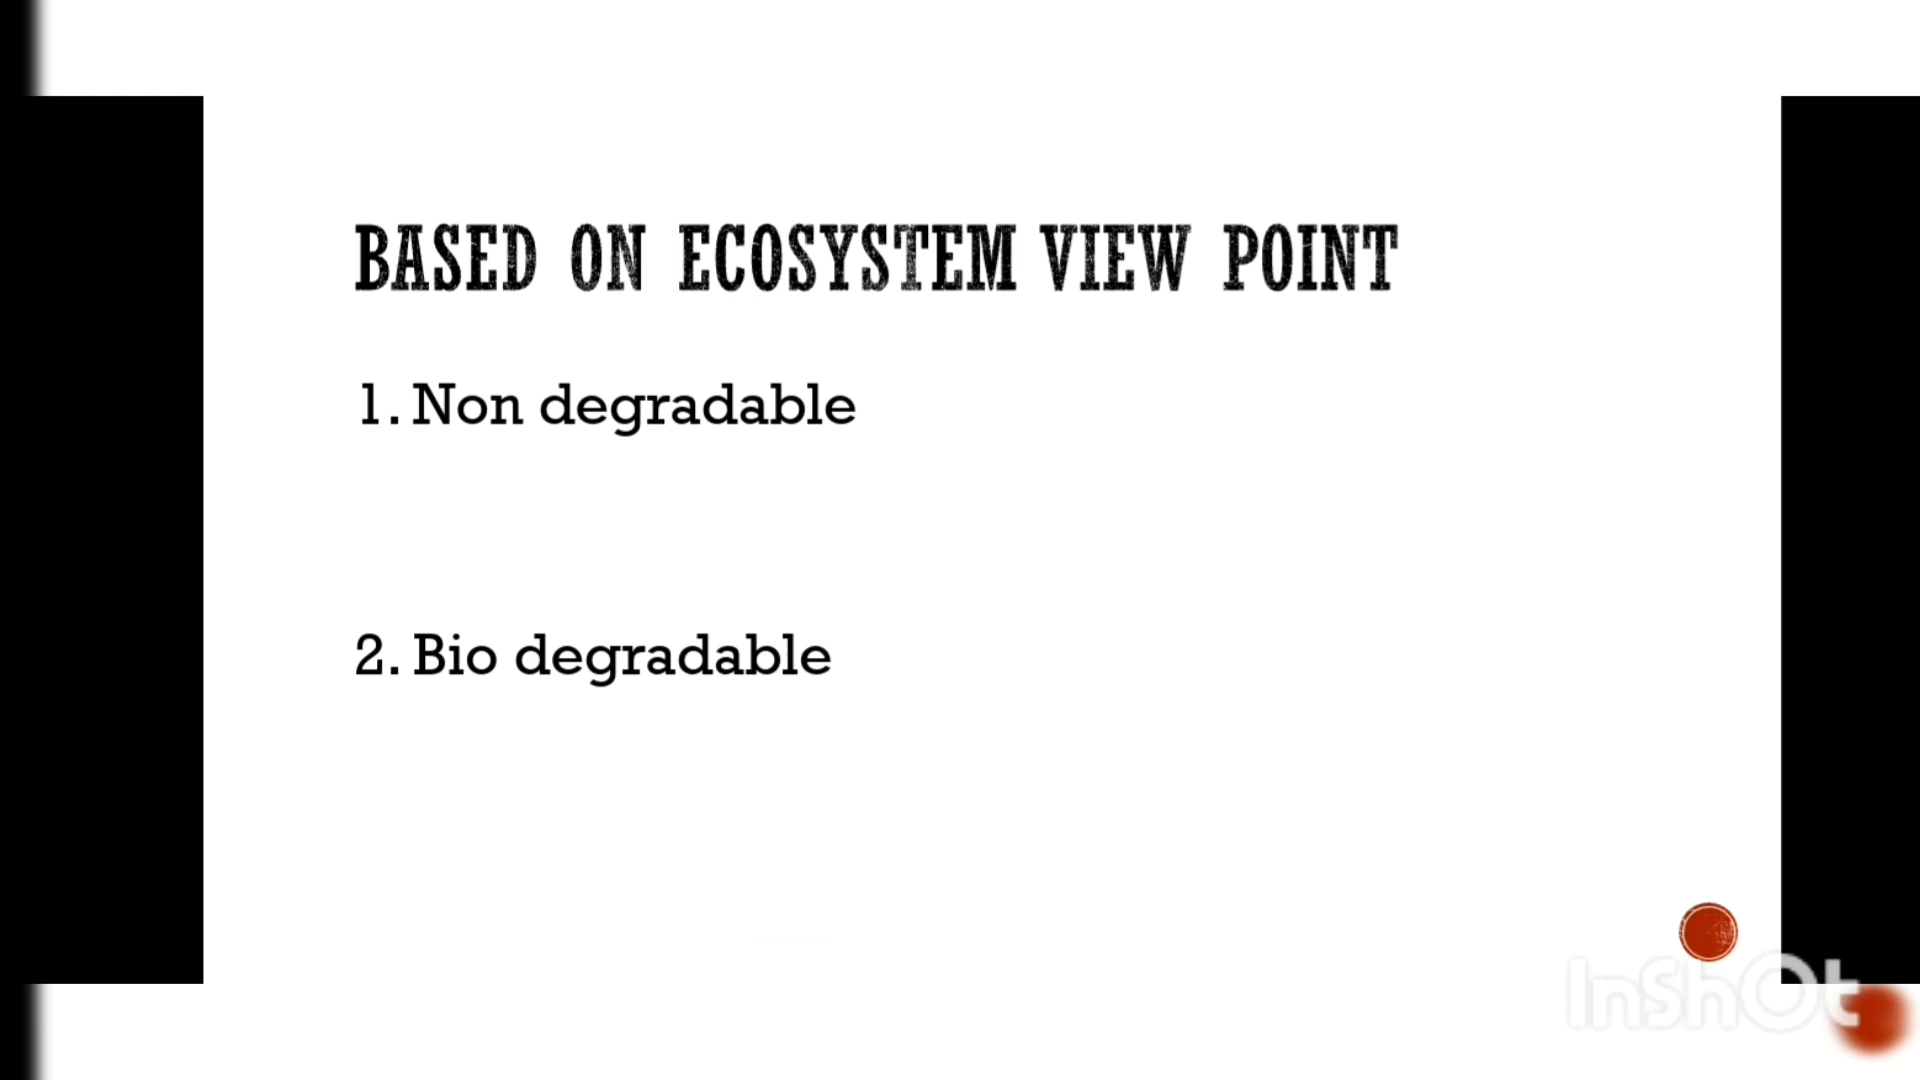 BASED ON ECOSYSTEM VIEW POINT
1. Non degradable
2. Bio degradable
InShOt